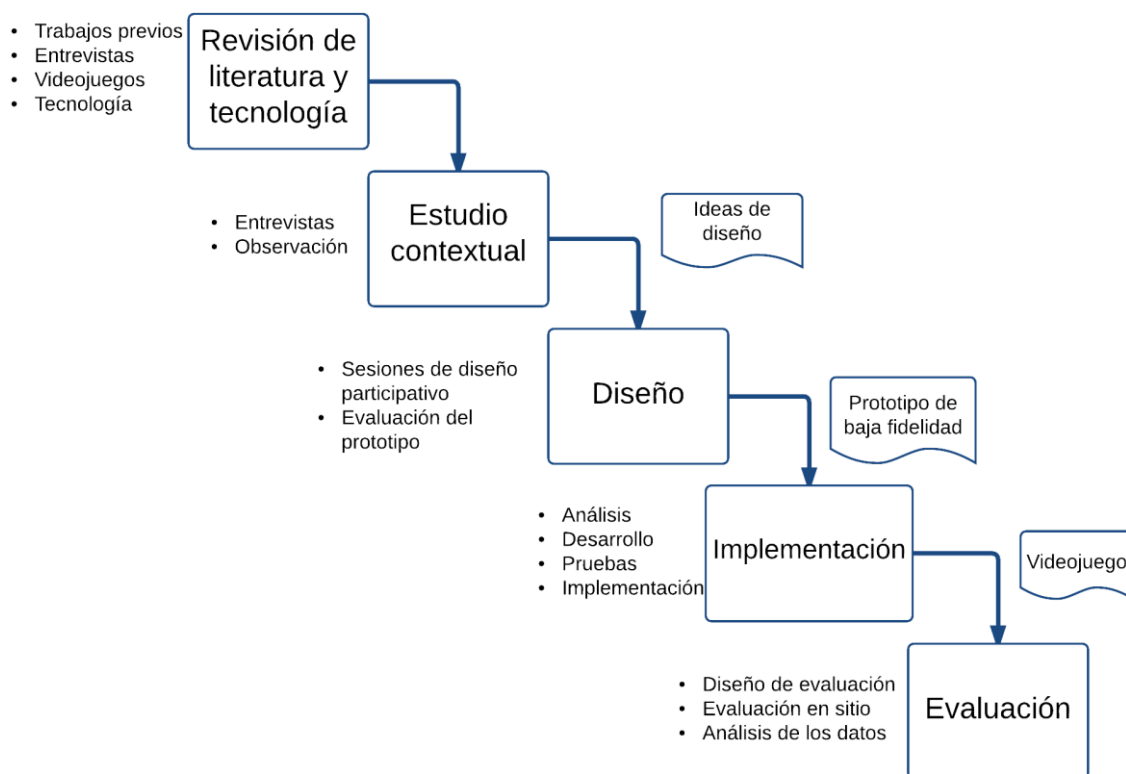 • Trabajos previos
• Entrevistas
• Videojuegos
• Tecnología
Revisión de
literatura y
tecnología
• Entrevistas
• Observación
Estudio
contextual
Ideas de
diseño
• Sesiones de diseño
participativo
• Evaluación del
prototipo
Diseño
Prototipo de
baja fidelidad
• Análisis
• Desarrollo
• Pruebas
• Implementación
Implementación
Videojuego
• Diseño de evaluación
• Evaluación en sitio
• Análisis de los datos
Evaluación